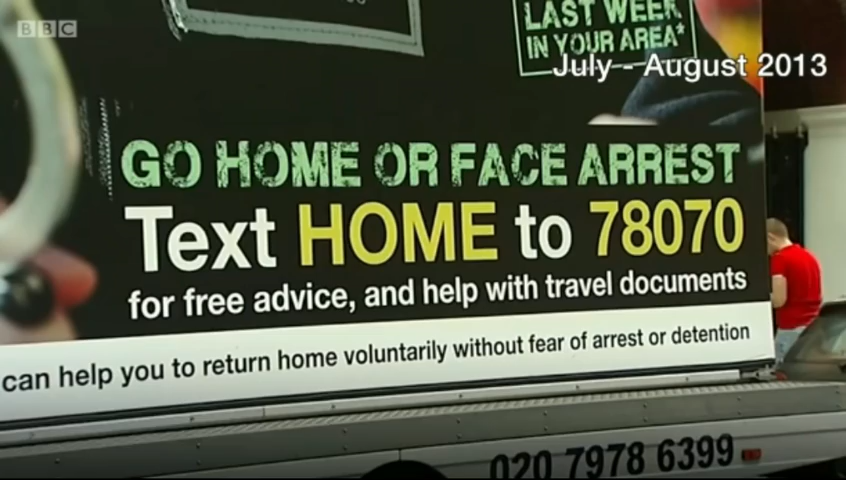 BBC
LAST WEEK
IN YOUR AREA*
July - August 2013
GO HOME OR FACE ARREST
Text HOME to 78070
for free advice, and help with travel documents
can help you to return home voluntarily without fear of arrest or detention
020 7978 6399